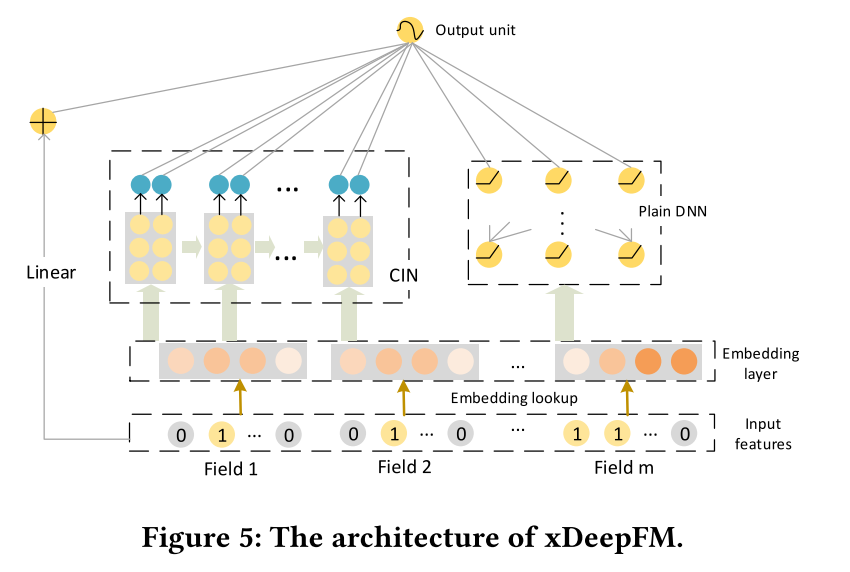 Output unit
...
Plain DNN
Linear
...
CIN
Embedding
layer
...
Embedding lookup
0 1 ... 0 0 1 ... 0 ... 1 1 ... 0
Input
features
Field 1 Field 2 Field m
Figure 5: The architecture of xDeepFM.